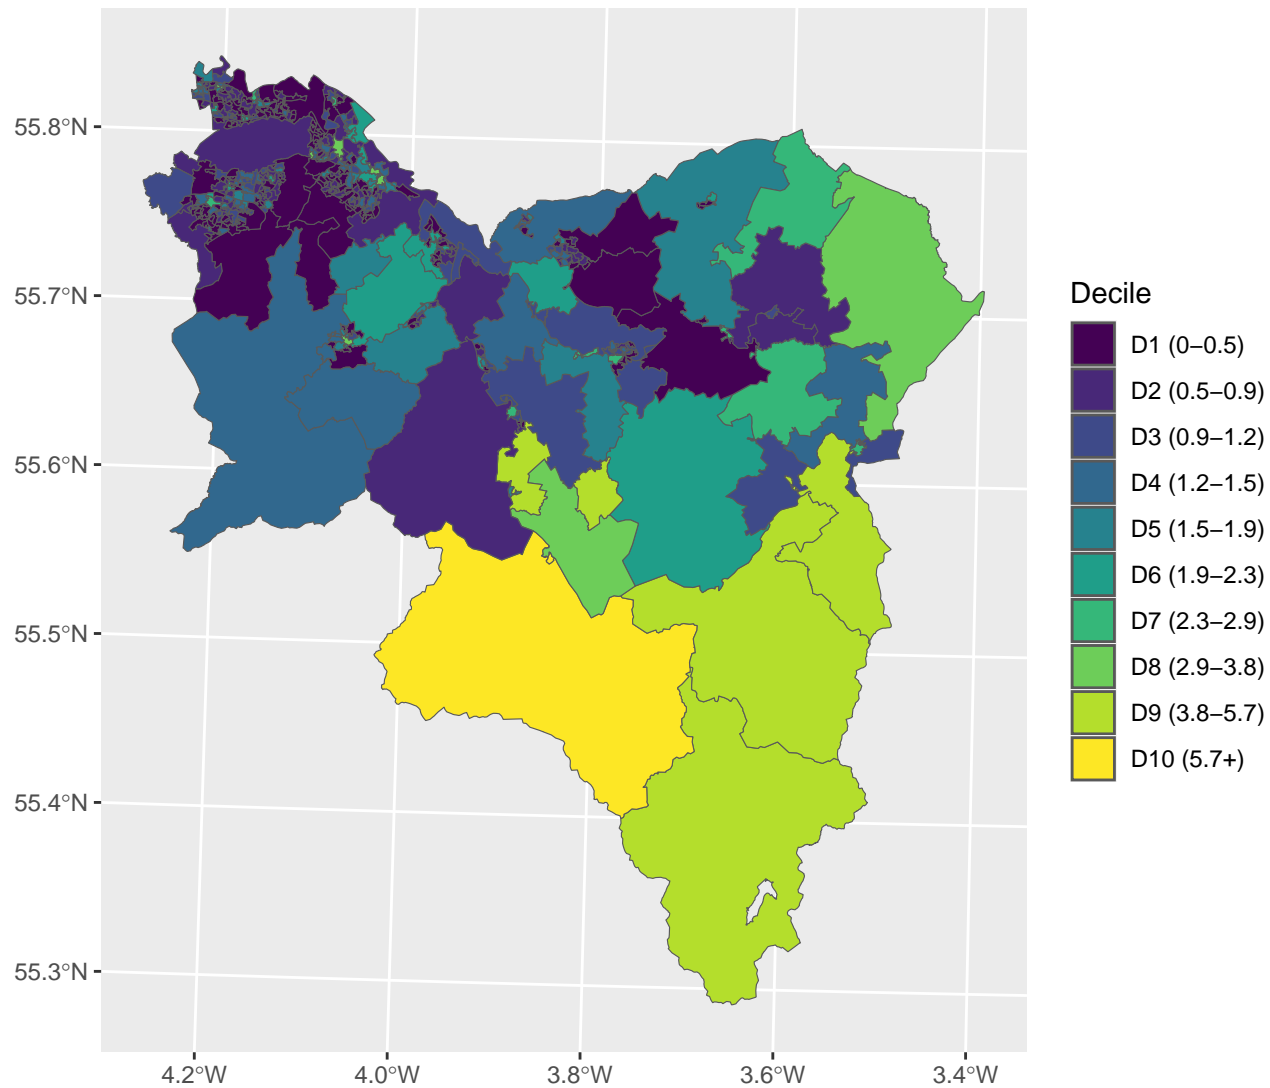 55.8°N
55.7°N
55.6°N
55.5°N
55.4°N
55.3°N
4.2°W
4.0°W
3.8°W
3.6°W
3.4°W
Decile
D1 (0−0.5)
D2 (0.5−0.9)
D3 (0.9−1.2)
D4 (1.2−1.5)
D5 (1.5−1.9)
D6 (1.9−2.3)
D7 (2.3−2.9)
D8 (2.9−3.8)
D9 (3.8−5.7)
D10 (5.7+)